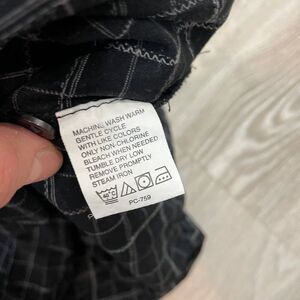 MACHINE WASH WARM
GENTLE CYCLE
WITH LIKE COLORS
ONLY NON-CHLORINE
BLEACH WHEN NEEDED
TUMBLE DRY LOW
REMOVE PROMPTLY
STEAM IRON
PC-759